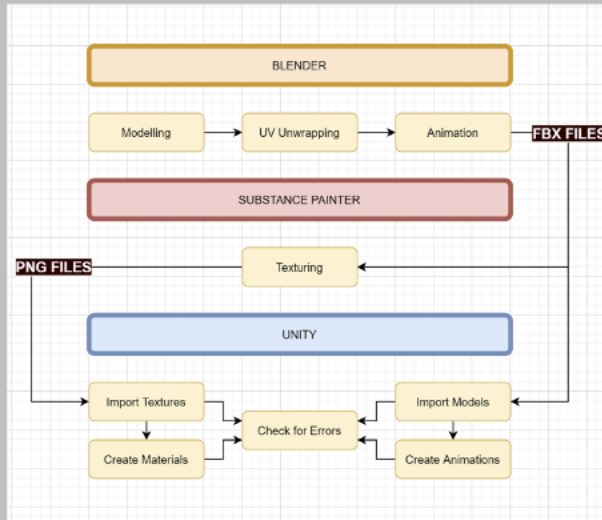 BLENDER
Modelling
UV Unwrapping
Animation
FBX FILES
SUBSTANCE PAINTER
PNG FILES
Texturing
UNITY
Import Textures
Import Models
Check for Errors
Create Materials
Create Animations